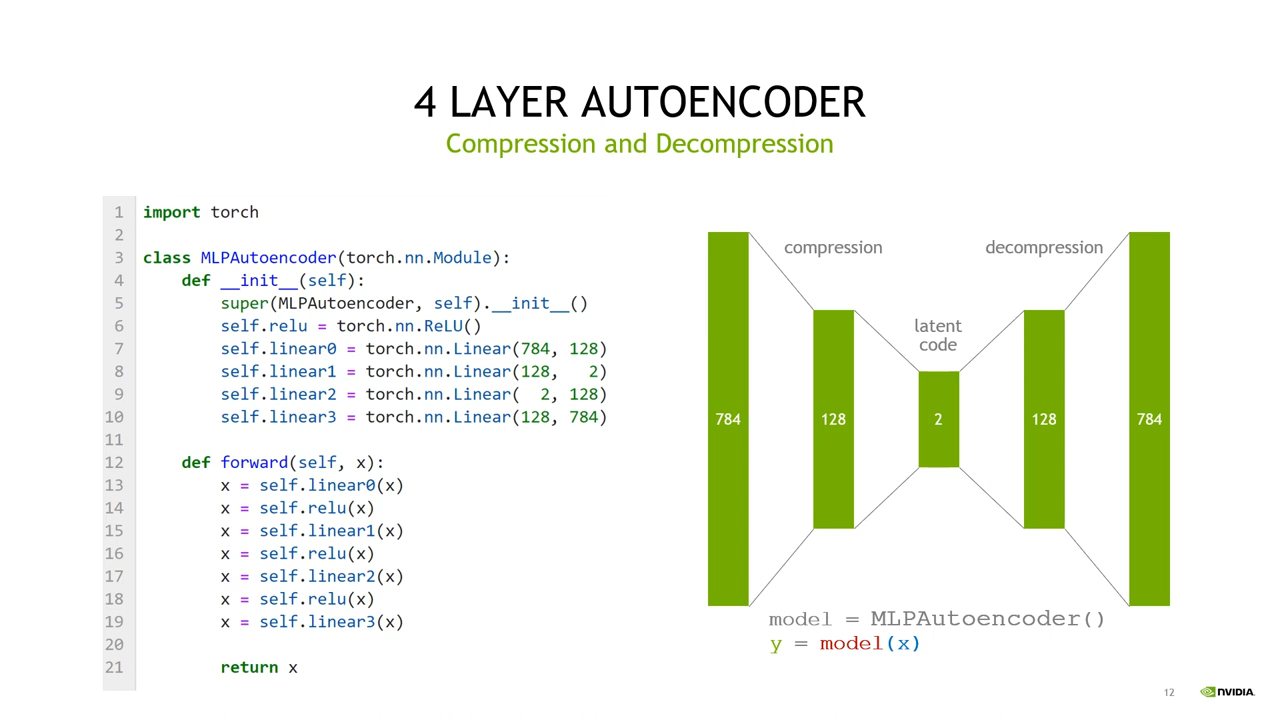 4 LAYER AUTOENCODER
Compression and Decompression
1 import torch
2
3 class MLPAutoencoder(torch.nn.Module):
4     def __init__(self):
5         super(MLPAutoencoder, self).__init__()
6         self.relu = torch.nn.ReLU()
7         self.linear0 = torch.nn.Linear(784, 128)
8         self.linear1 = torch.nn.Linear(128,   2)
9         self.linear2 = torch.nn.Linear(  2, 128)
10         self.linear3 = torch.nn.Linear(128, 784)
11
12     def forward(self, x):
13         x = self.linear0(x)
14         x = self.relu(x)
15         x = self.linear1(x)
16         x = self.relu(x)
17         x = self.linear2(x)
18         x = self.relu(x)
19         x = self.linear3(x)
20
21         return x
compression
decompression
latent
code
784 128 2 128 784
model = MLPAutoencoder()
y = model(x)
12
NVIDIA.